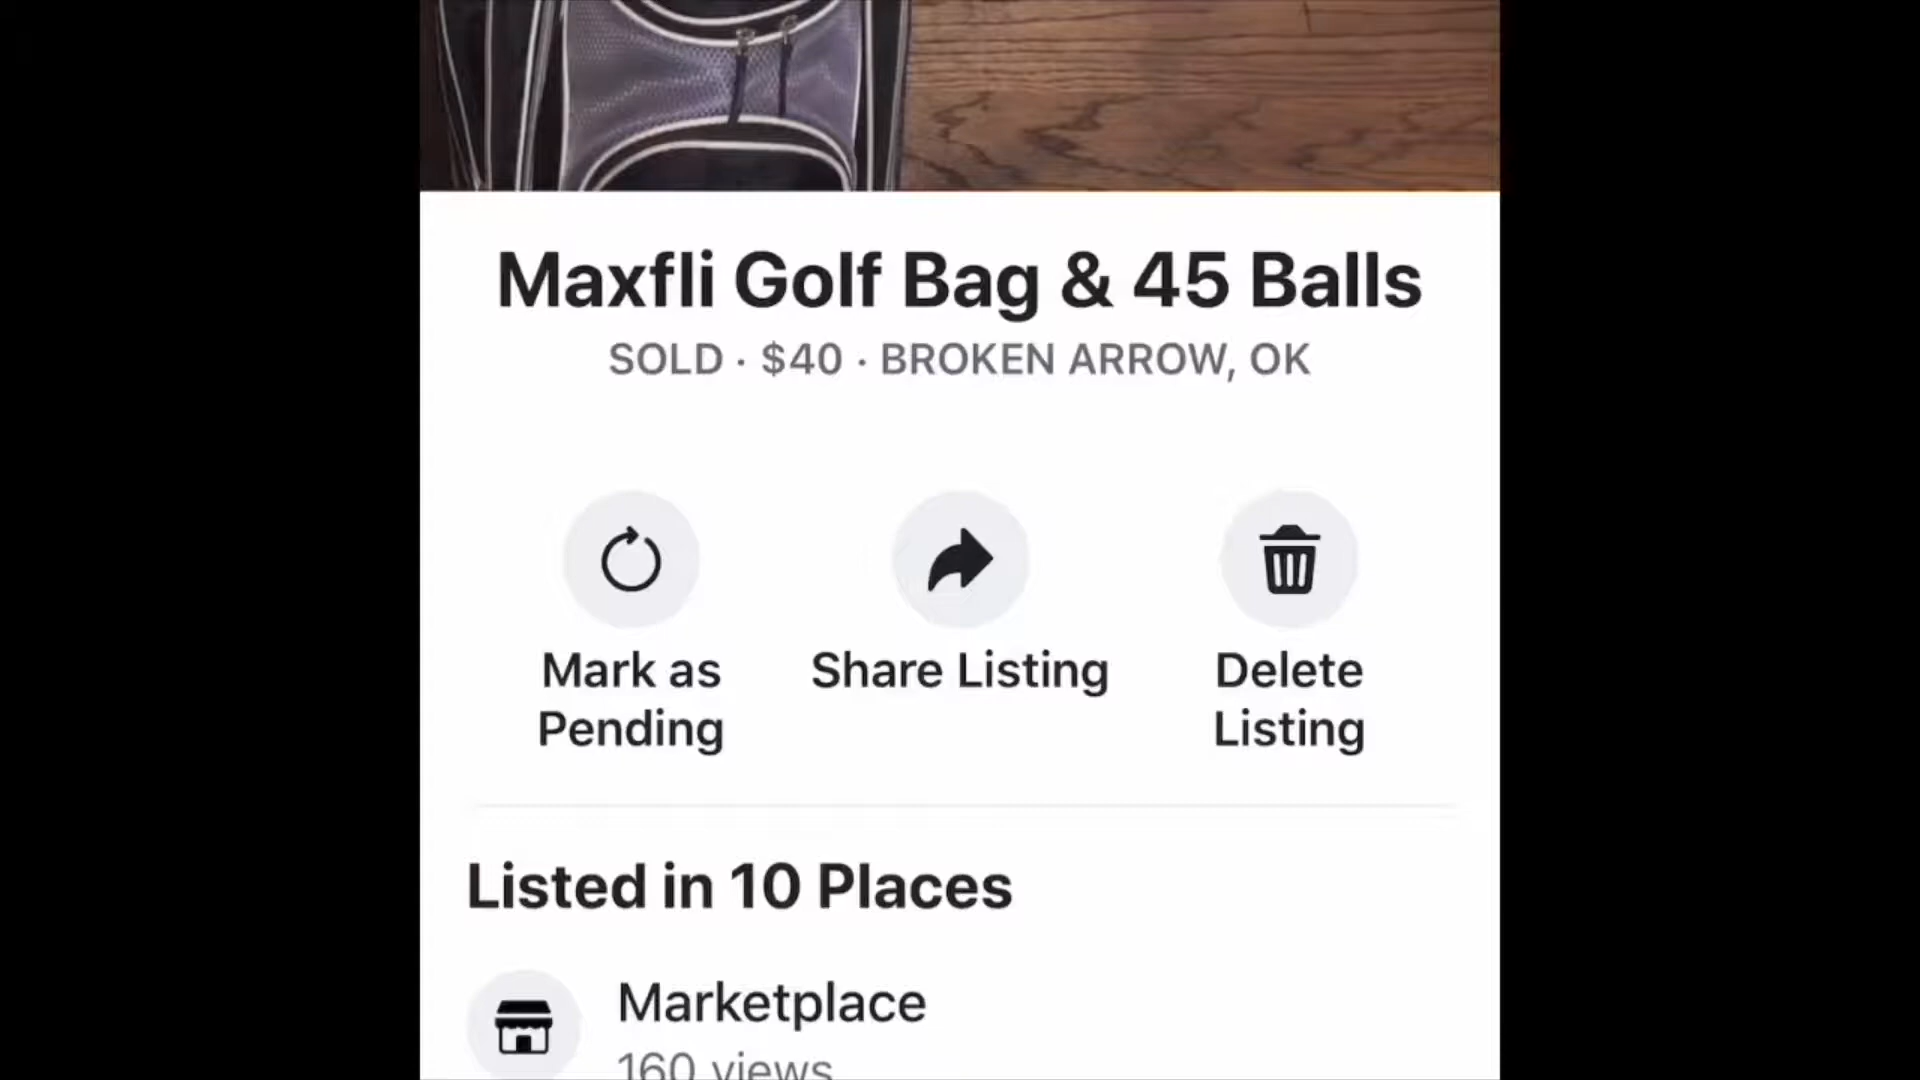 Maxfli Golf Bag & 45 Balls
SOLD · $40 · BROKEN ARROW, OK
Mark as
Pending
Share Listing
Delete
Listing
Listed in 10 Places
Marketplace
160 views